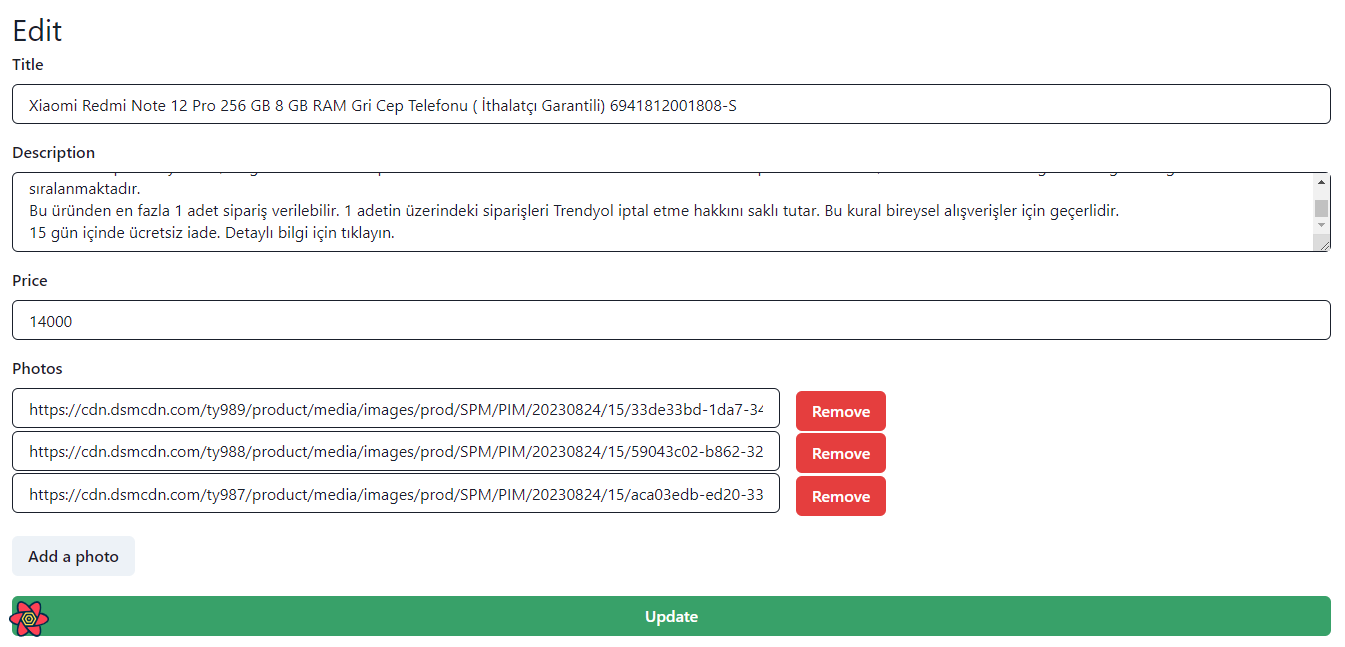 Edit
Title
Xiaomi Redmi Note 12 Pro 256 GB 8 GB RAM Gri Cep Telefonu ( İthalatçı Garantili) 6941812001808-S
Description
sıralanmaktadır.
Bu üründen en fazla 1 adet sipariş verilebilir. 1 adetin üzerindeki siparişleri Trendyol iptal etme hakkını saklı tutar. Bu kural bireysel alışverişler için geçerlidir.
15 gün içinde ücretsiz iade. Detaylı bilgi için tıklayın.
Price
14000
Photos
https://cdn.dsmcdn.com/ty989/product/media/images/prod/SPM/PIM/20230824/15/33de33bd-1da7-34
Remove
https://cdn.dsmcdn.com/ty988/product/media/images/prod/SPM/PIM/20230824/15/59043c02-b862-32
Remove
https://cdn.dsmcdn.com/ty987/product/media/images/prod/SPM/PIM/20230824/15/aca03edb-ed20-33
Remove
Add a photo
Update